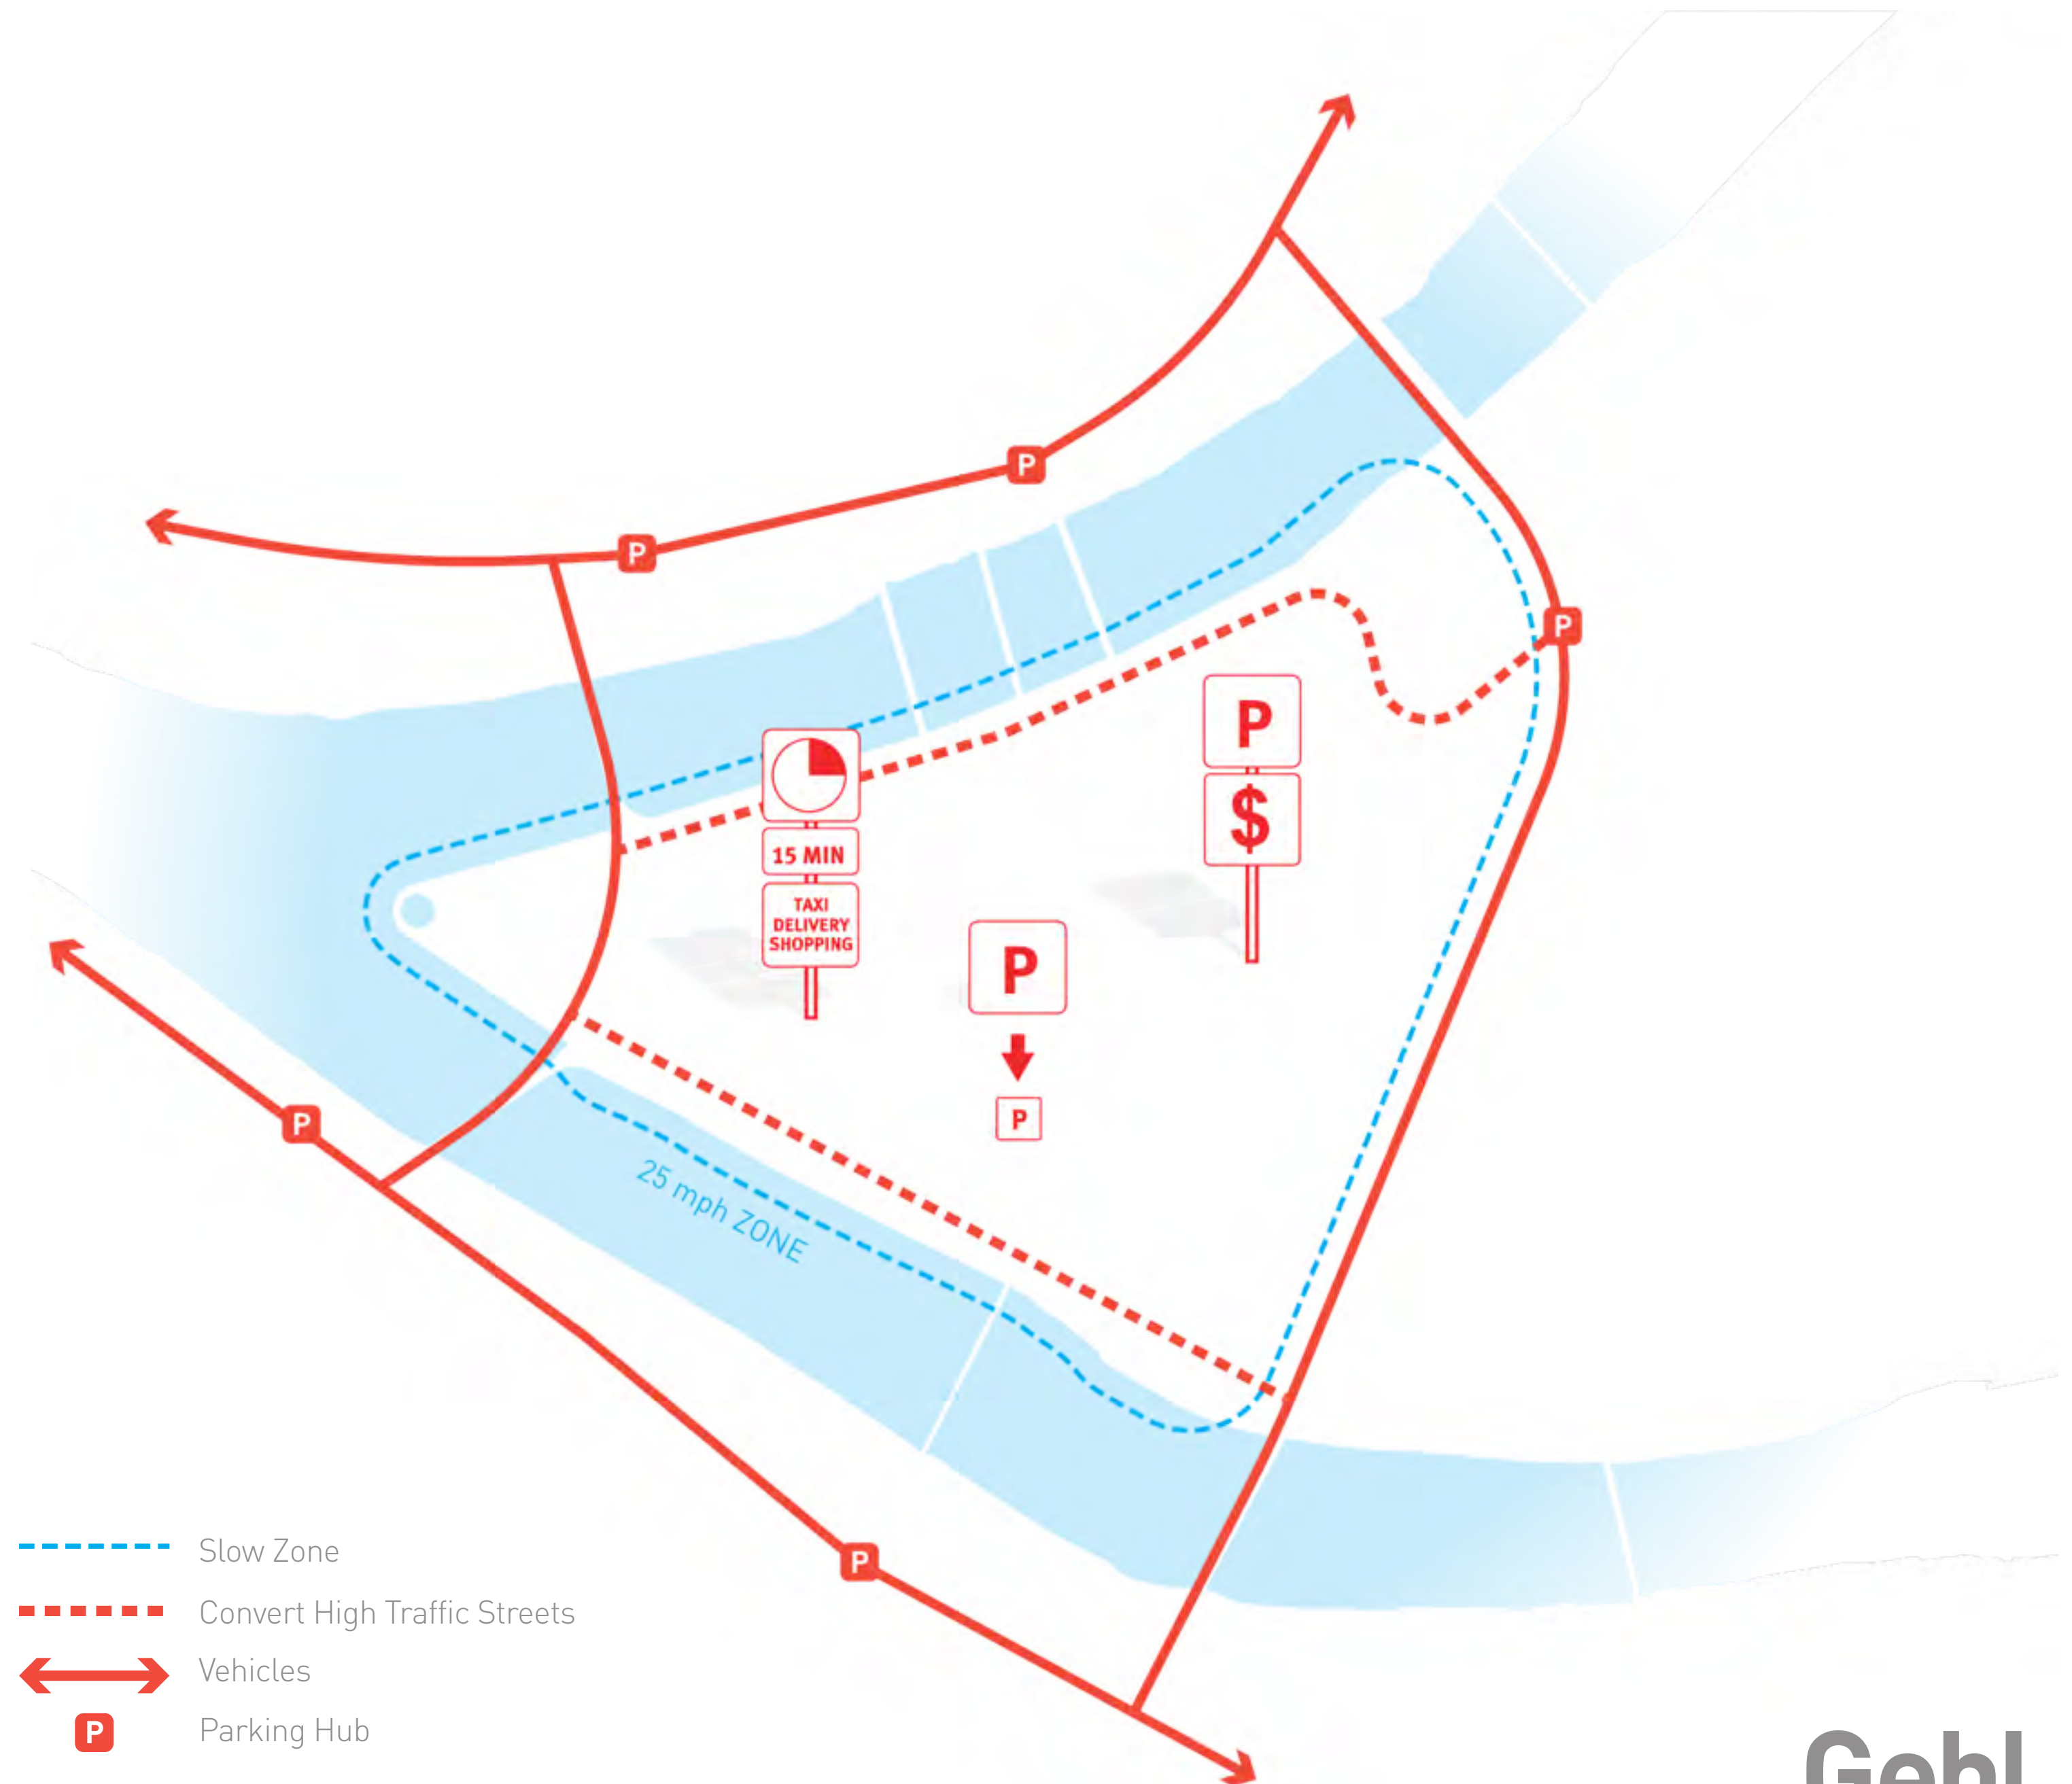 P
P
P
P
$
15 MIN
TAXI
DELIVERY
SHOPPING
P
P
P
25 mph ZONE
P
Slow Zone
Convert High Traffic Streets
Vehicles
P
Parking Hub
Gehl